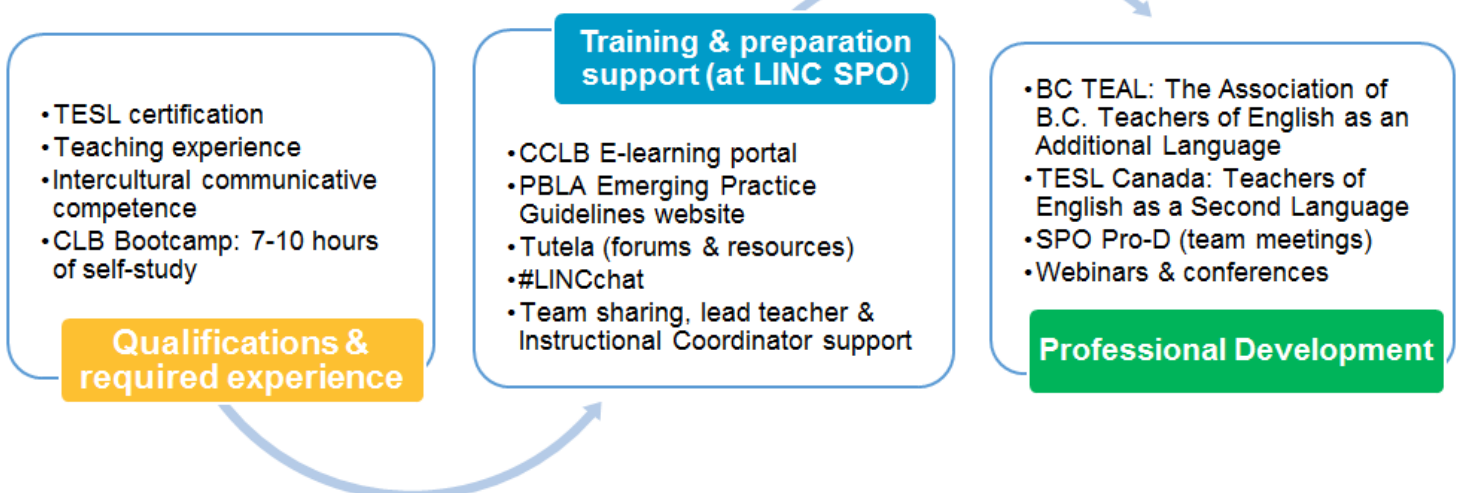 • TESL certification
• Teaching experience
• Intercultural communicative
competence
• CLB Bootcamp: 7-10 hours
of self-study
Qualifications &
required experience
Training & preparation
support (at LINC SPO)
• CCLB E-learning portal
• PBLA Emerging Practice
Guidelines website
• Tutela (forums & resources)
• #LINCchat
• Team sharing, lead teacher &
Instructional Coordinator support
• BC TEAL: The Association of
B.C. Teachers of English as an
Additional Language
• TESL Canada: Teachers of
English as a Second Language
• SPO Pro-D (team meetings)
• Webinars & conferences
Professional Development